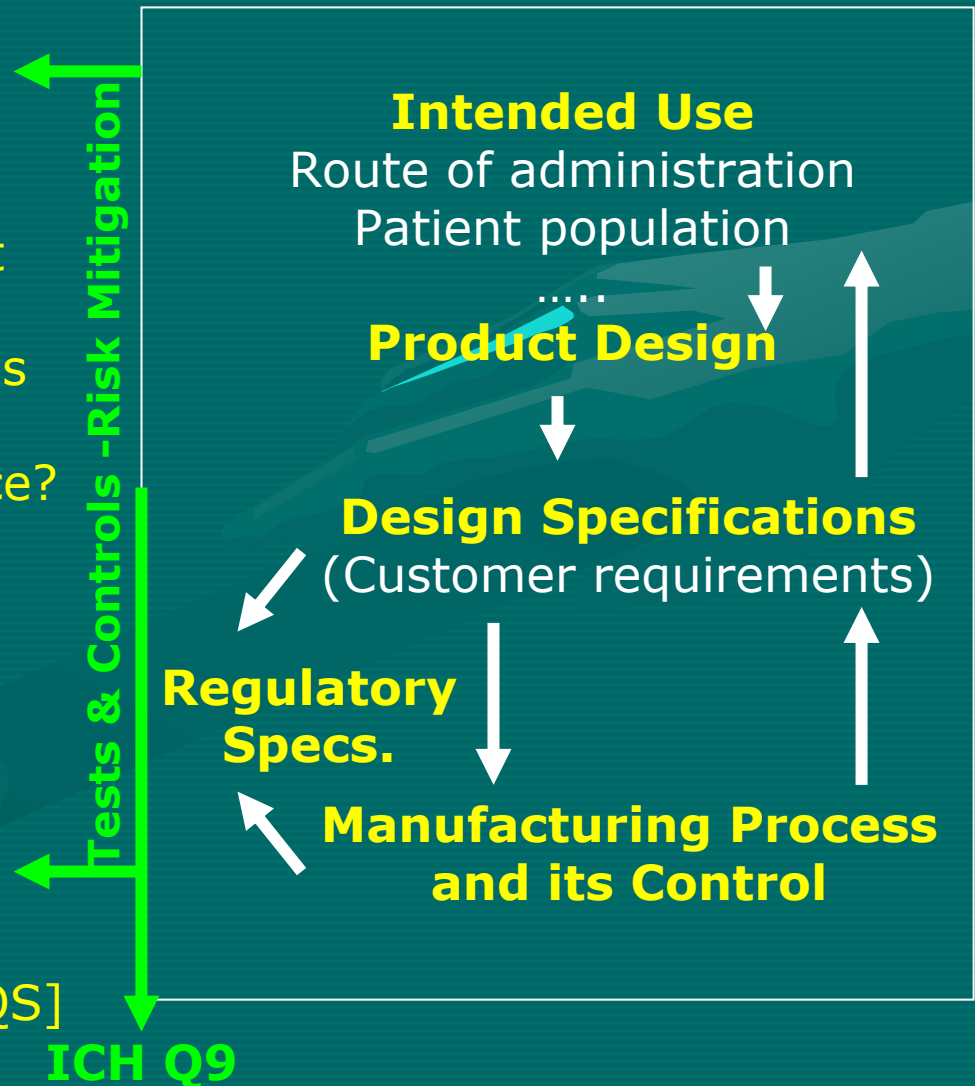 Intended Use
Route of administration
Patient population
.....
Product Design
Design Specifications
(Customer requirements)
Regulatory
Specs.
Manufacturing Process
and its Control
Tests & Controls -Risk Mitigation
QS]
ICH Q9